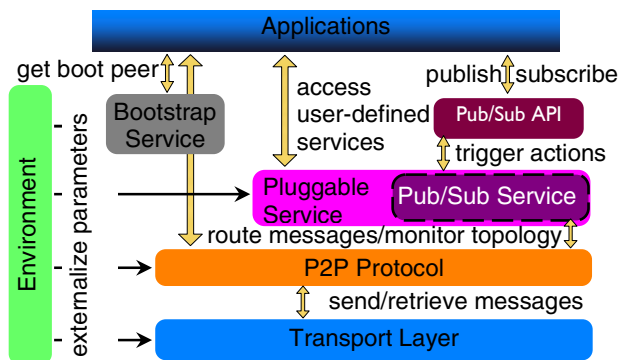 Applications
get boot peer
publish subscribe
access
user-defined
services
Bootstrap
Service
Pub/Sub API
trigger actions
Environment
externalize parameters
Pluggable
Service
Pub/Sub Service
route messages/monitor topology
P2P Protocol
send/retrieve messages
Transport Layer